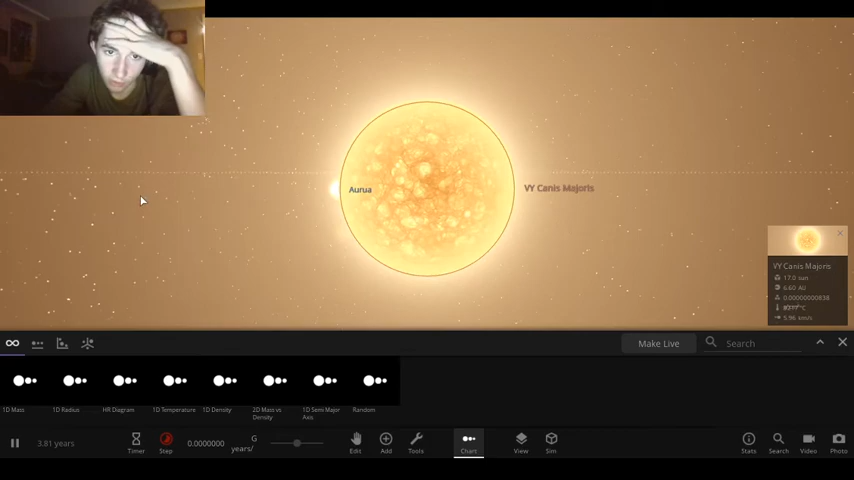 Aurua
VY Canis Majoris
VY Canis Majoris
17.0 sun
6.60 AU
0.00000000838
5.96 km/s
Make Live
Search
1D Mass
1D Radius
HR Diagram
1D Temperature
1D Density
2D Mass vs
Density
1D Semi Major
Axis
Random
3.81 years
Timer
Step
0.0000000
G
years/
Edit
Add
Tools
Chart
View
Sim
Stats
Search
Video
Photo